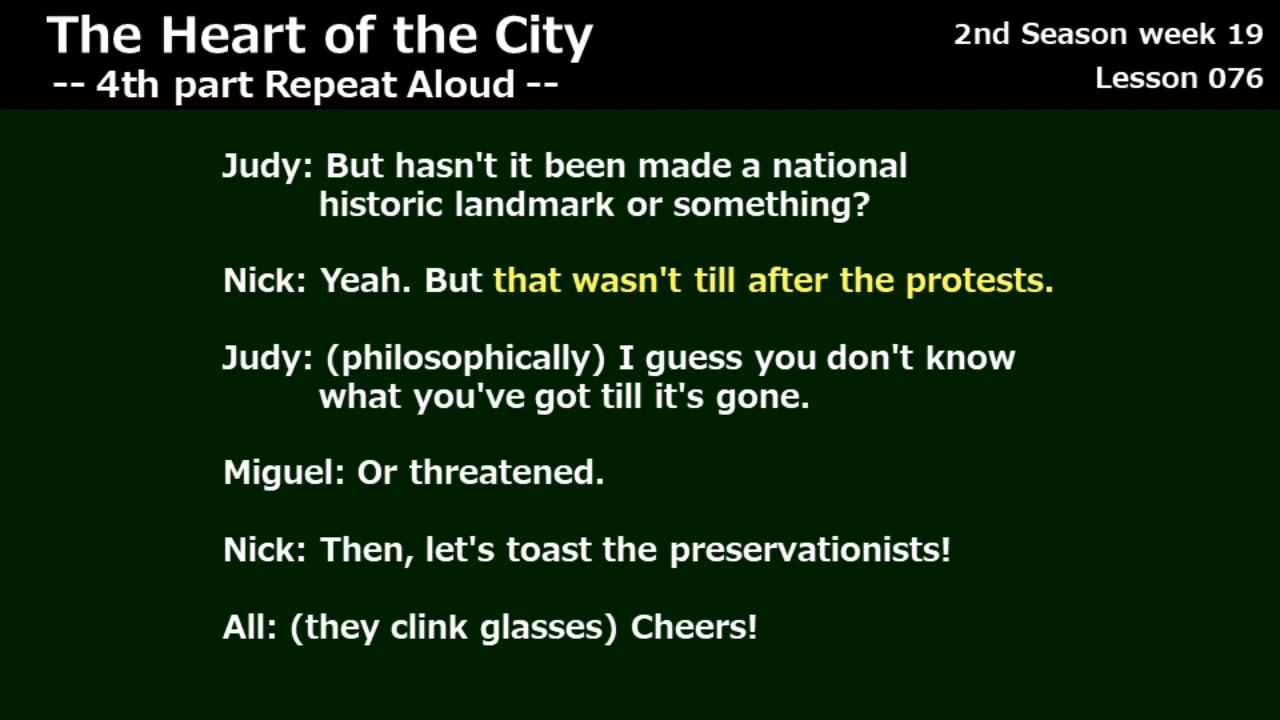 The Heart of the City
-- 4th part Repeat Aloud --
2nd Season week 19
Lesson 076
Judy: But hasn't it been made a national
historic landmark or something?
Nick: Yeah. But that wasn't till after the protests.
Judy: (philosophically) I guess you don't know
what you've got till it's gone.
Miguel: Or threatened.
Nick: Then, let's toast the preservationists!
All: (they clink glasses) Cheers!